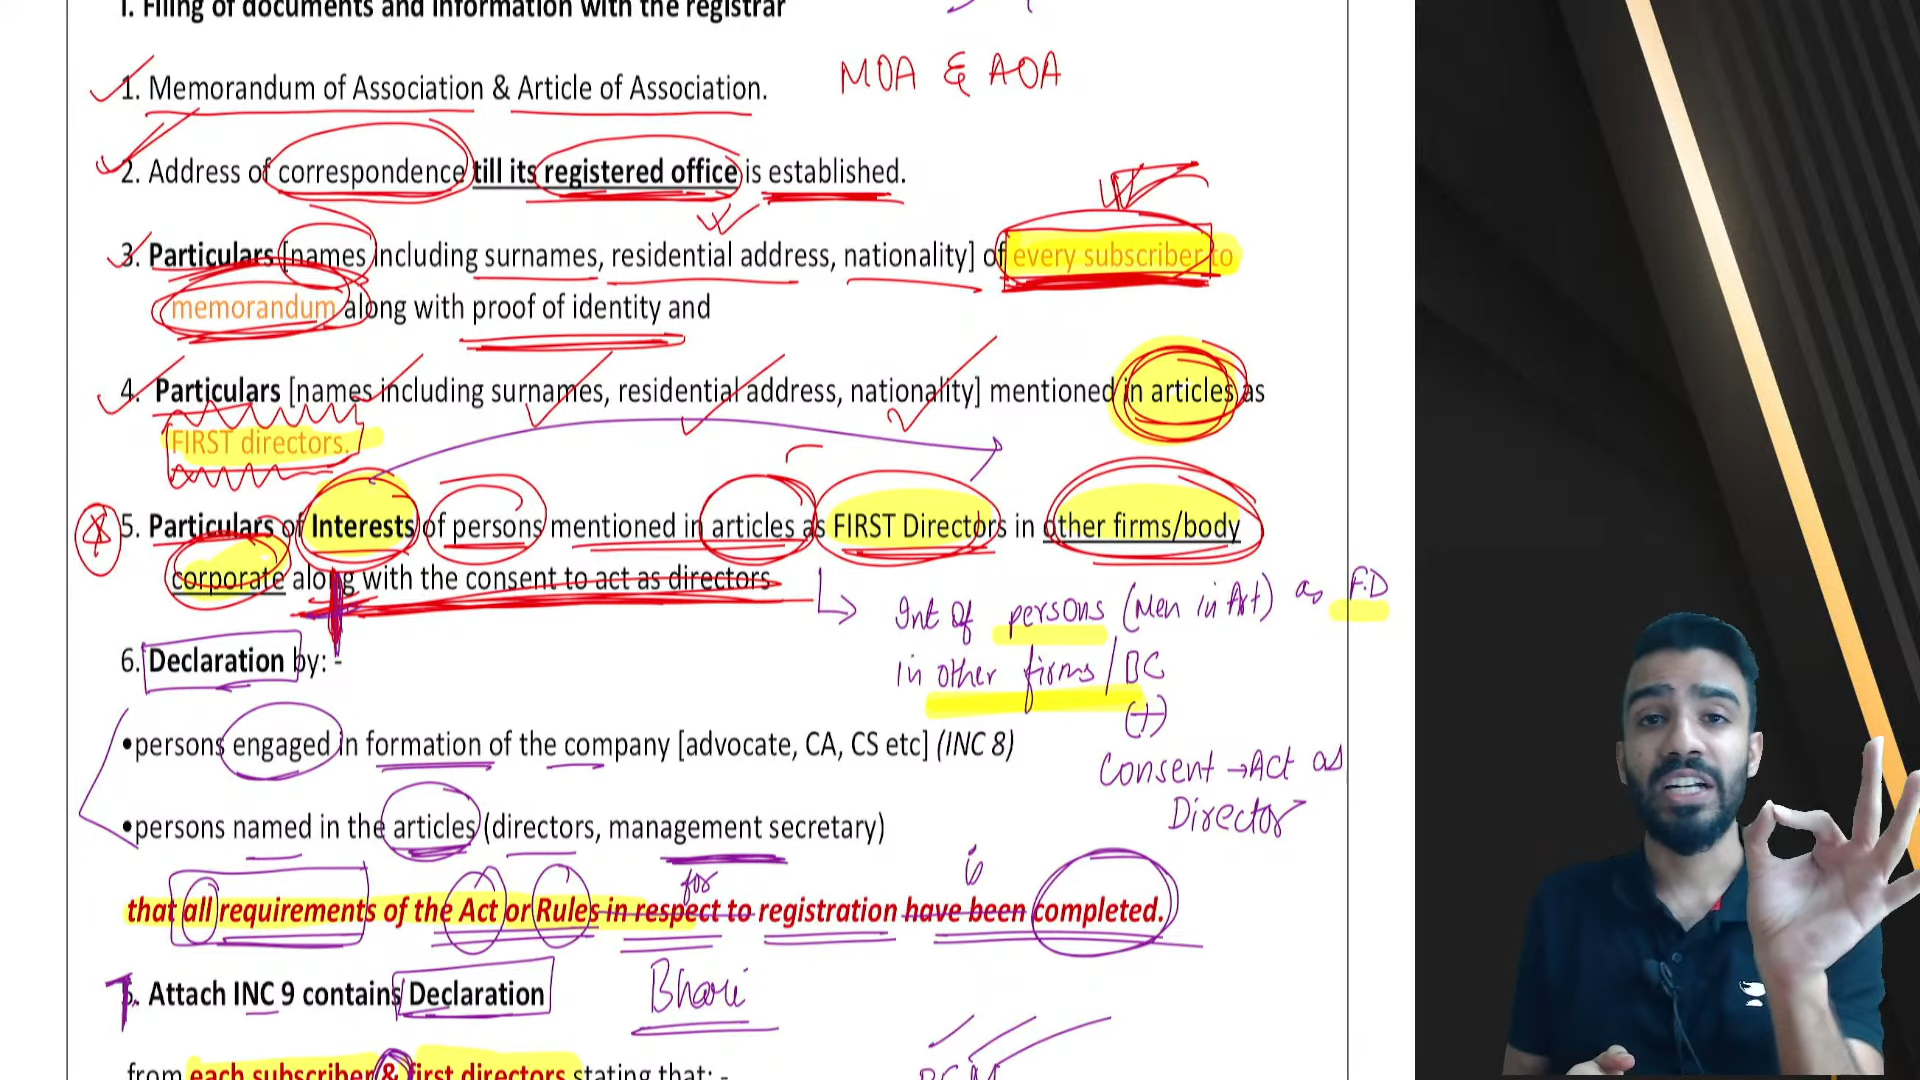 I. Filing of documents and information with the registrar
1. Memorandum of Association & Article of Association.
MOA & AOA
2. Address of correspondence till its registered office is established.
3. Particulars [names including surnames, residential address, nationality] of every subscriber to
memorandum along with proof of identity and
4. Particulars [names including surnames, residential address, nationality] mentioned in articles as
FIRST directors.
5. Particulars of Interests of persons mentioned in articles as FIRST Directors in other firms/body
corporate along with the consent to act as directors
Int of persons (Men in Art) as F.D
in other firms / BC
(+)
Consent → Act as
Director
6. Declaration by: -
•persons engaged in formation of the company [advocate, CA, CS etc] (INC 8)
•persons named in the articles (directors, management secretary)
for is
that all requirements of the Act or Rules in respect to registration have been completed.
7. Attach INC 9 contains Declaration
from each subscriber & first directors stating that: -